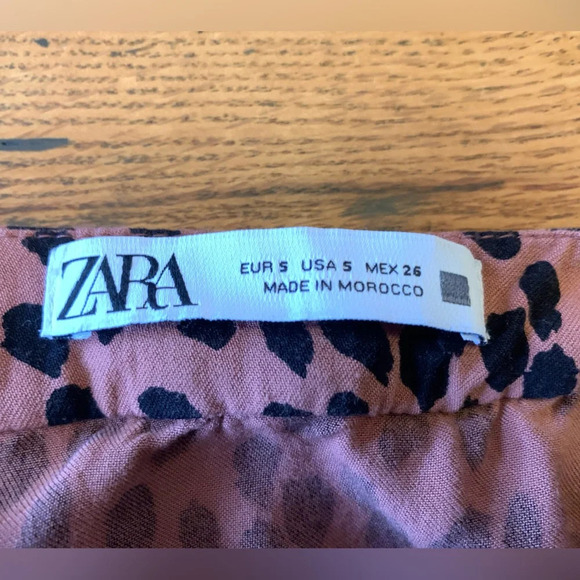 ZARA
EUR S USA S MEX 26
MADE IN MOROCCO